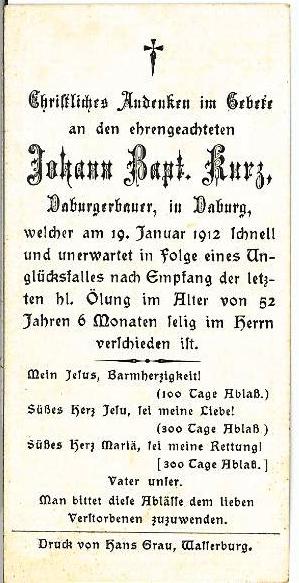 Christliches Andenken im Gebete
an den ehrengeachteten
Johann Bapt. Kurz,
Daburgerbauer, in Daburg,
welcher am 19. Januar 1912 schnell
und unerwartet in Folge eines Un-
glücksfalles nach Empfang der letz-
ten hl. Ölung im Alter von 52
Jahren 6 Monaten selig im Herrn
verschieden ist.
Mein Jesus, Barmherzigkeit!
(100 Tage Ablaß.)
Süßes Herz Jesu, sei meine Liebe!
(300 Tage Ablaß.)
Süßes Herz Mariä, sei meine Rettung!
[300 Tage Ablaß.]
Vater unser.
Man bittet diese Ablässe dem lieben
Verstorbenen zuzuwenden.
Druck von Hans Grau, Wasserburg.